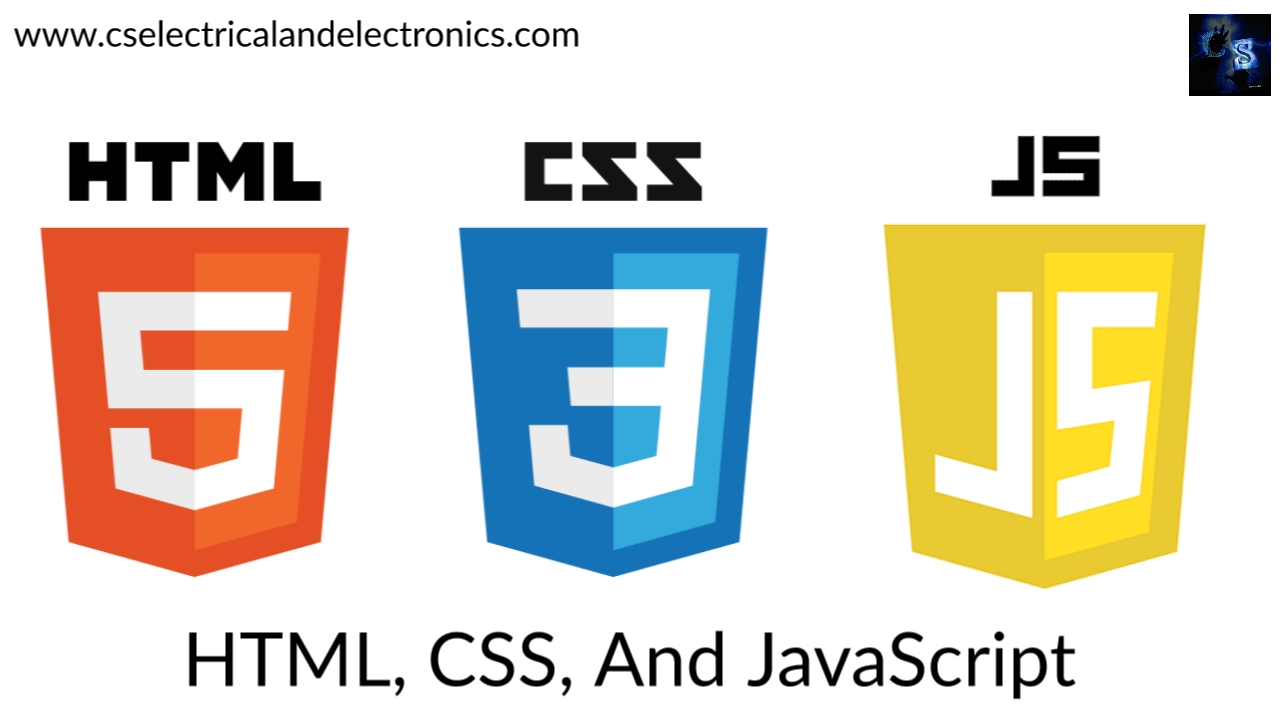 www.cselectricalandelectronics.com
C S
HTML CSS JS
5 3 JS
HTML, CSS, And JavaScript